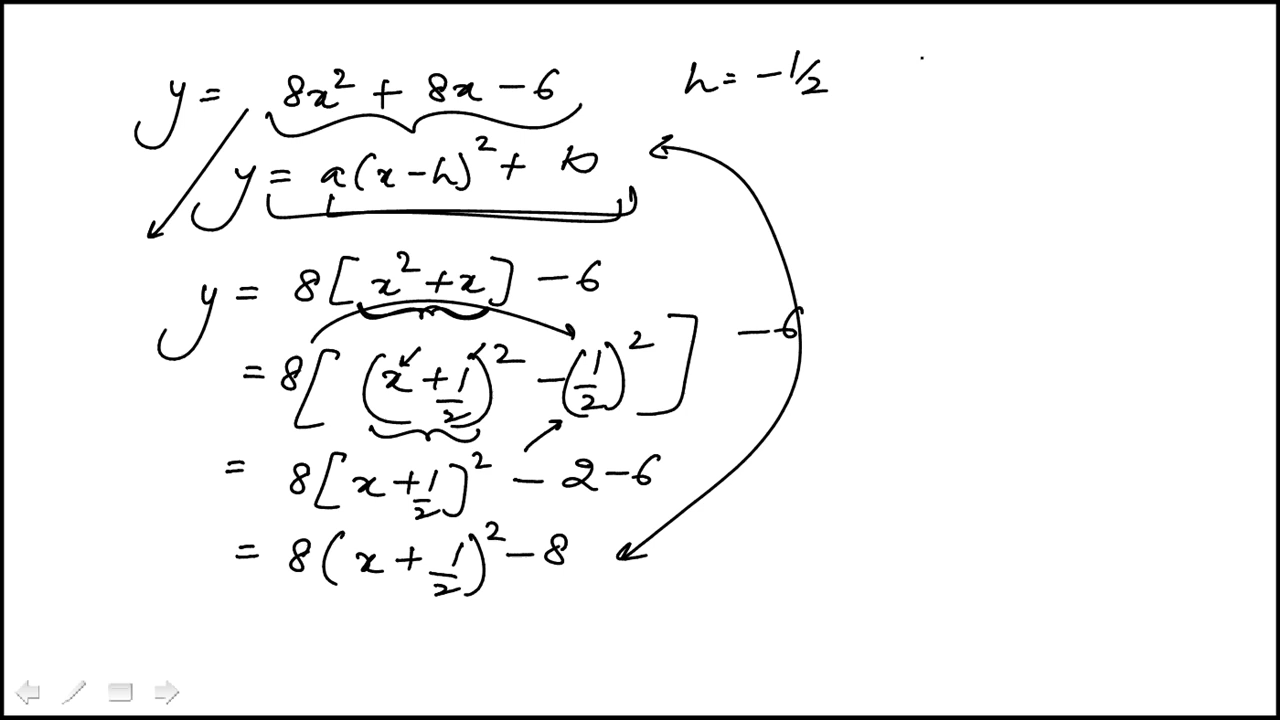 y = 8x² + 8x − 6
h = −1/2
y = a(x−h)² + k
y = 8[x² + x] − 6
= 8[(x + 1/2)² − (1/2)²] − 6
= 8[x + 1/2]² − 2 − 6
= 8(x + 1/2)² − 8